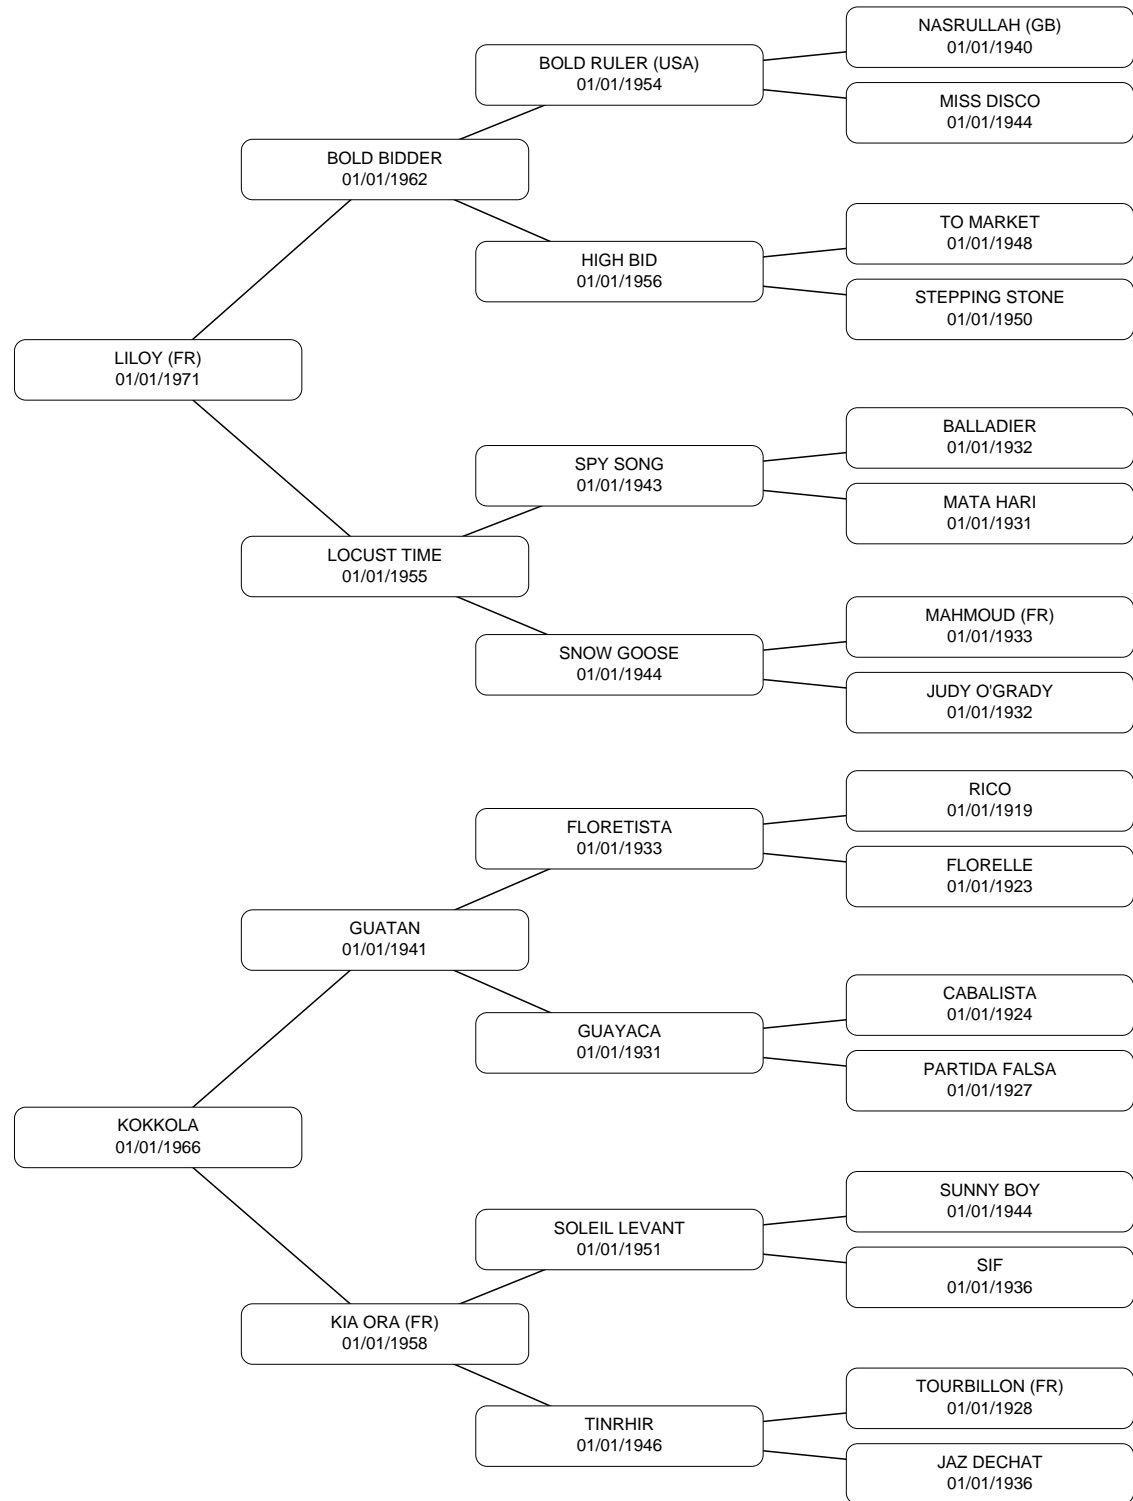 NASRULLAH (GB)
01/01/1940
BOLD RULER (USA)
01/01/1954
MISS DISCO
01/01/1944
BOLD BIDDER
01/01/1962
TO MARKET
01/01/1948
HIGH BID
01/01/1956
STEPPING STONE
01/01/1950
LILOY (FR)
01/01/1971
BALLADIER
01/01/1932
SPY SONG
01/01/1943
MATA HARI
01/01/1931
LOCUST TIME
01/01/1955
MAHMOUD (FR)
01/01/1933
SNOW GOOSE
01/01/1944
JUDY O'GRADY
01/01/1932
RICO
01/01/1919
FLORETISTA
01/01/1933
FLORELLE
01/01/1923
GUATAN
01/01/1941
CABALISTA
01/01/1924
GUAYACA
01/01/1931
PARTIDA FALSA
01/01/1927
KOKKOLA
01/01/1966
SUNNY BOY
01/01/1944
SOLEIL LEVANT
01/01/1951
SIF
01/01/1936
KIA ORA (FR)
01/01/1958
TOURBILLON (FR)
01/01/1928
TINRHIR
01/01/1946
JAZ DECHAT
01/01/1936